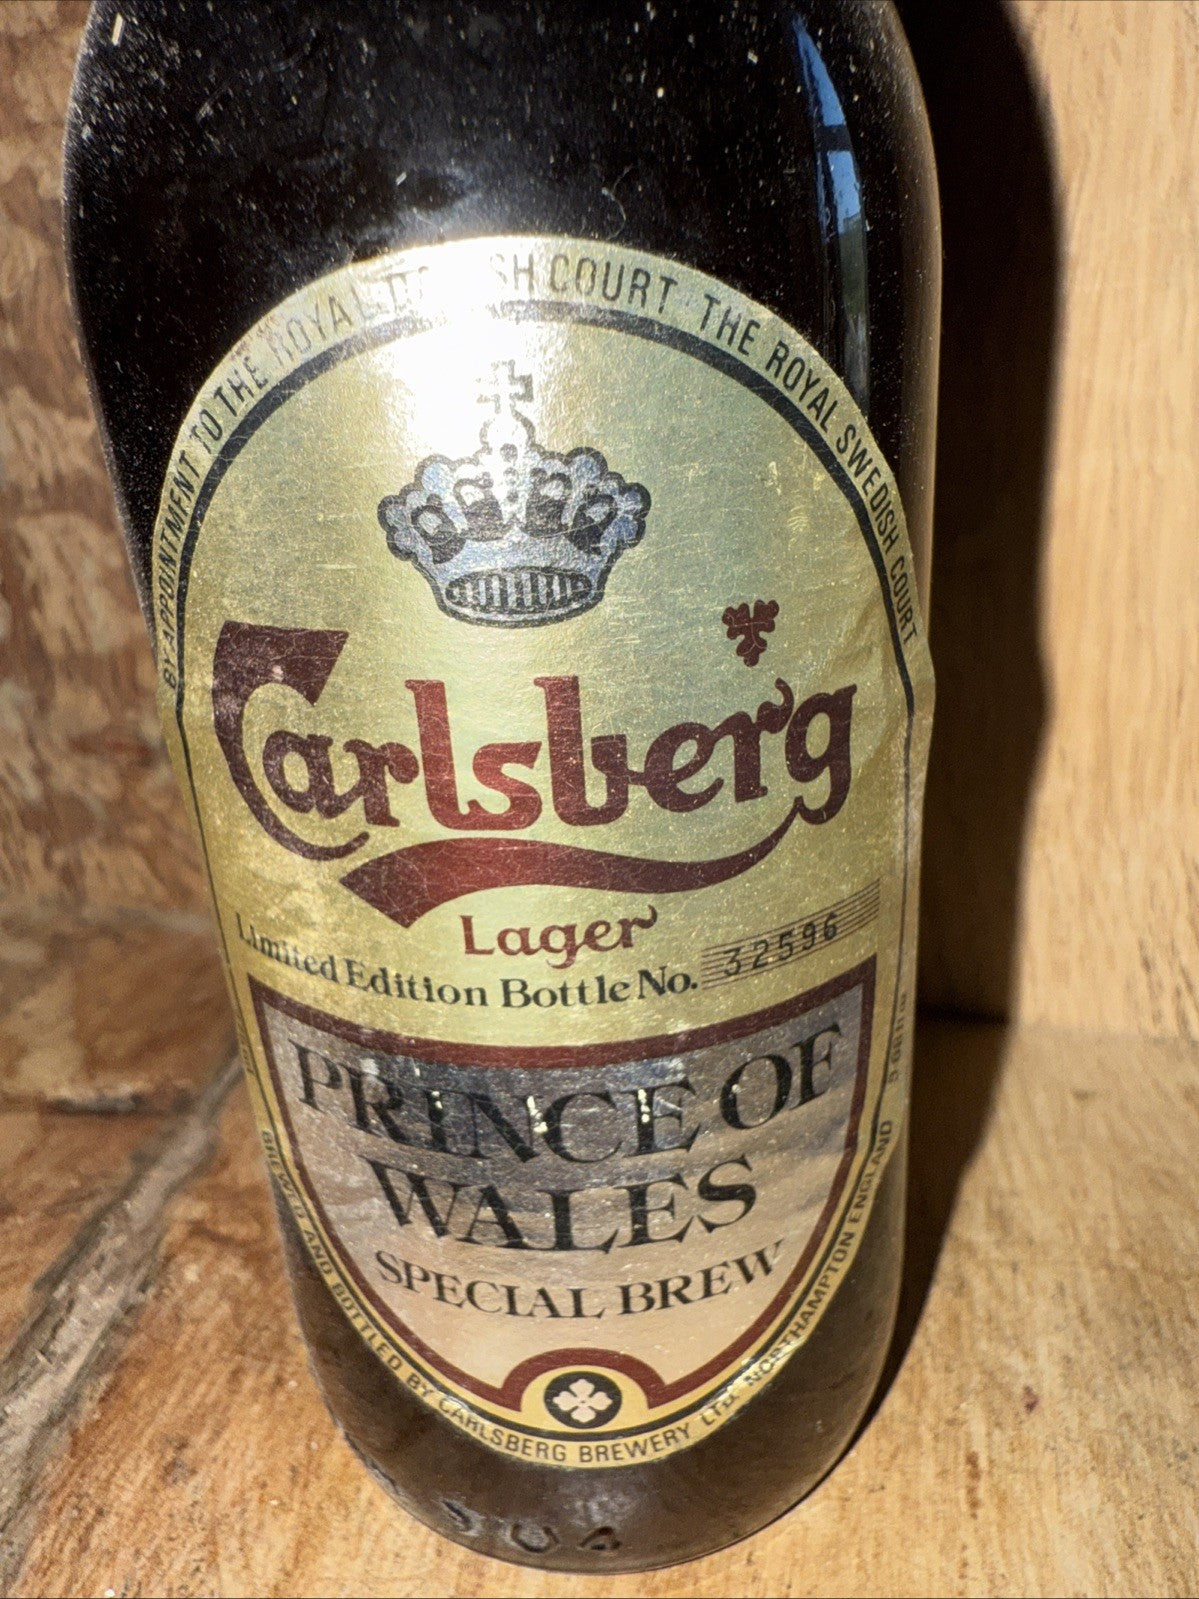 BY APPOINTMENT TO THE ROYAL DANISH COURT · THE ROYAL SWEDISH COURT
Carlsberg
Lager
Limited Edition Bottle No. 32596
PRINCE OF
WALES
SPECIAL BREW
BREWED AND BOTTLED BY CARLSBERG BREWERY LTD. NORTHAMPTON ENGLAND